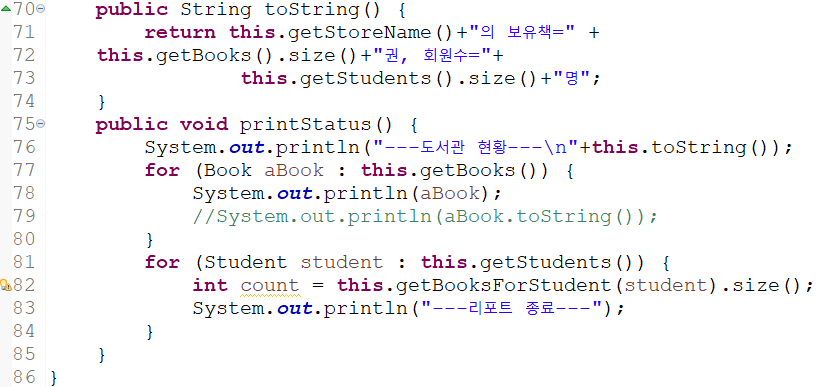 70     public String toString() {
71         return this.getStoreName()+"의 보유책=" +
72     this.getBooks().size()+"권, 회원수="+
73                 this.getStudents().size()+"명";
74     }
75     public void printStatus() {
76         System.out.println("---도서관 현황---\n"+this.toString());
77         for (Book aBook : this.getBooks()) {
78             System.out.println(aBook);
79             //System.out.println(aBook.toString());
80         }
81         for (Student student : this.getStudents()) {
82             int count = this.getBooksForStudent(student).size();
83             System.out.println("---리포트 종료---");
84         }
85     }
86 }